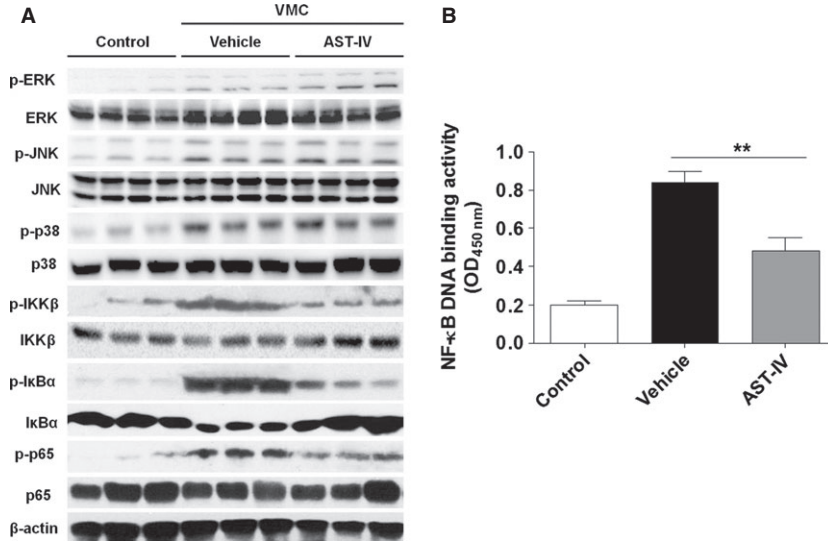 A
VMC
Control Vehicle AST-IV
p-ERK
ERK
p-JNK
JNK
p-p38
p38
p-IKKβ
IKKβ
p-IκBα
IκBα
p-p65
p65
β-actin
B
NF-κB DNA binding activity
(OD450 nm)
1.0
0.8
0.6
0.4
0.2
0.0
**
Control Vehicle AST-IV